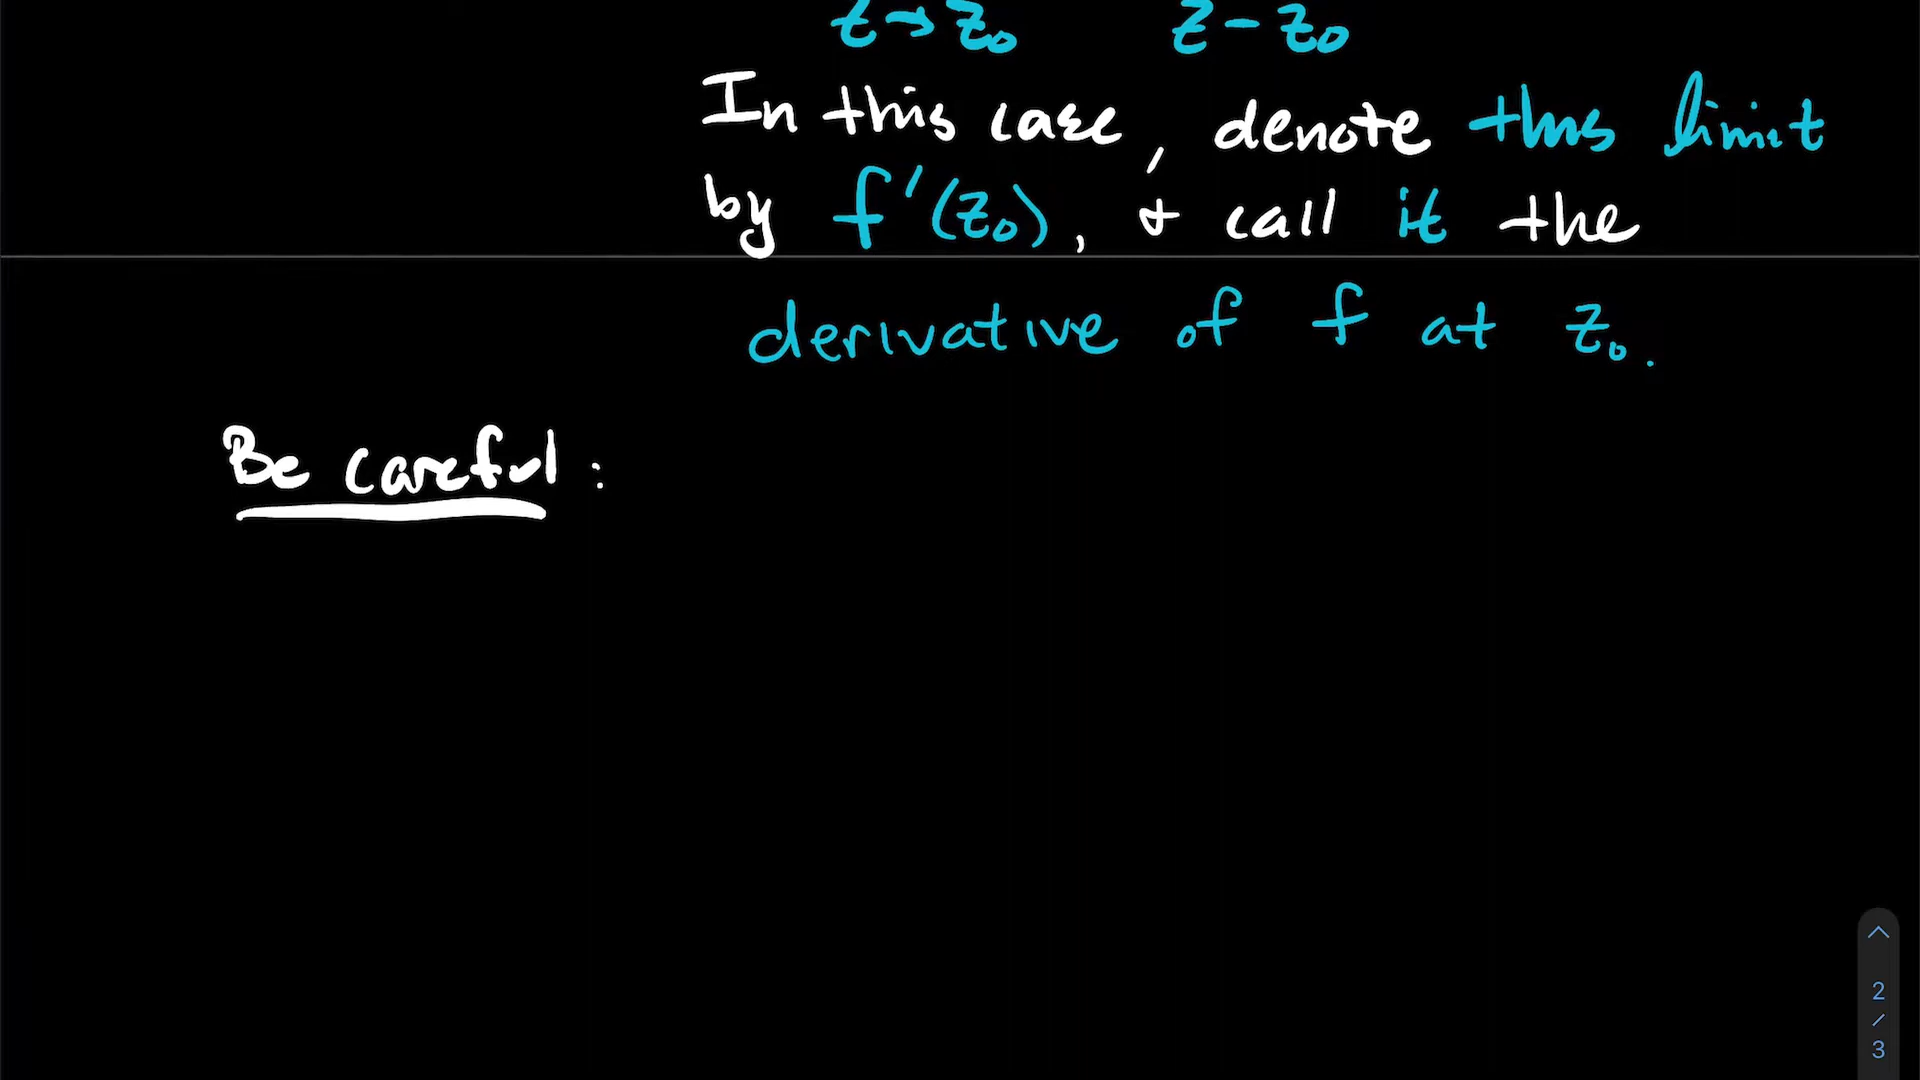 z→z₀ z-z₀
In this case, denote this limit
by f'(z₀), & call it the
derivative of f at z₀.
Be careful:
2
/
3